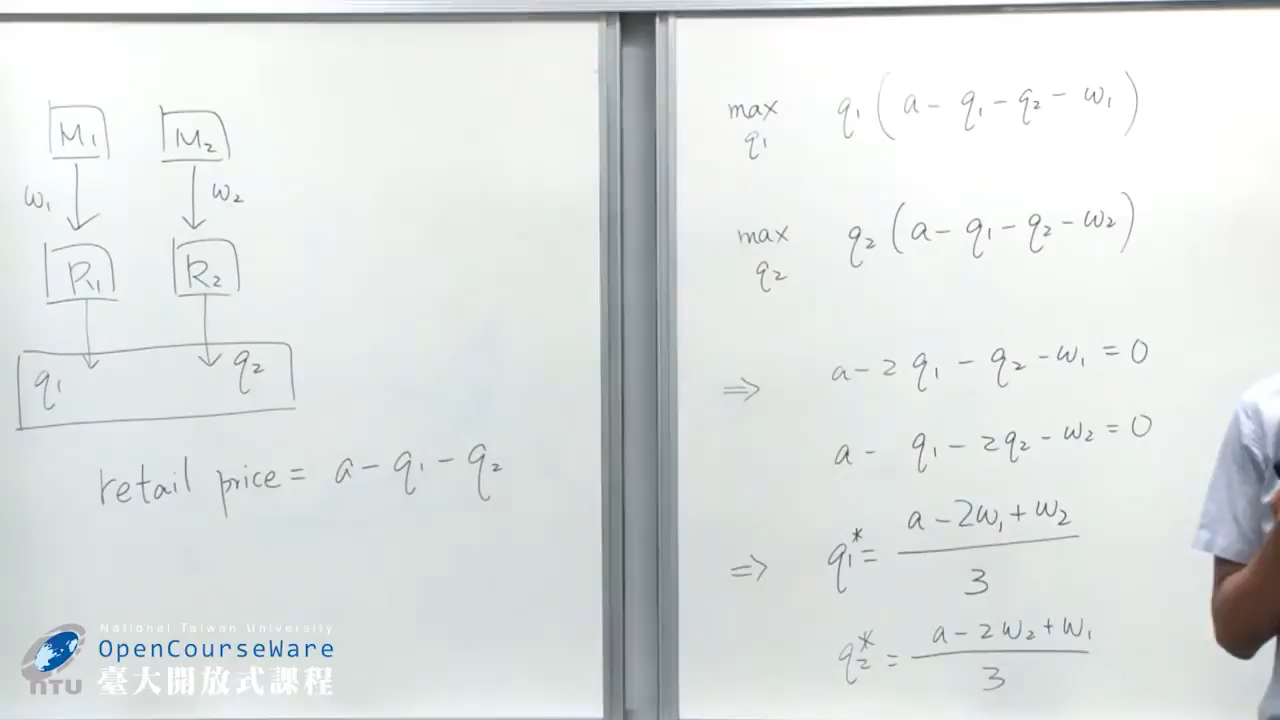 M₁ M₂
w₁ w₂
R₁ R₂
q₁ q₂
retail price = a - q₁ - q₂
max q₁ ( a - q₁ - q₂ - w₁ )
q₁
max q₂ ( a - q₁ - q₂ - w₂ )
q₂
⇒ a - 2q₁ - q₂ - w₁ = 0
a - q₁ - 2q₂ - w₂ = 0
⇒ q₁* = (a - 2w₁ + w₂) / 3
q₂* = (a - 2w₂ + w₁) / 3
National Taiwan University
OpenCourseWare
NTU 臺大開放式課程